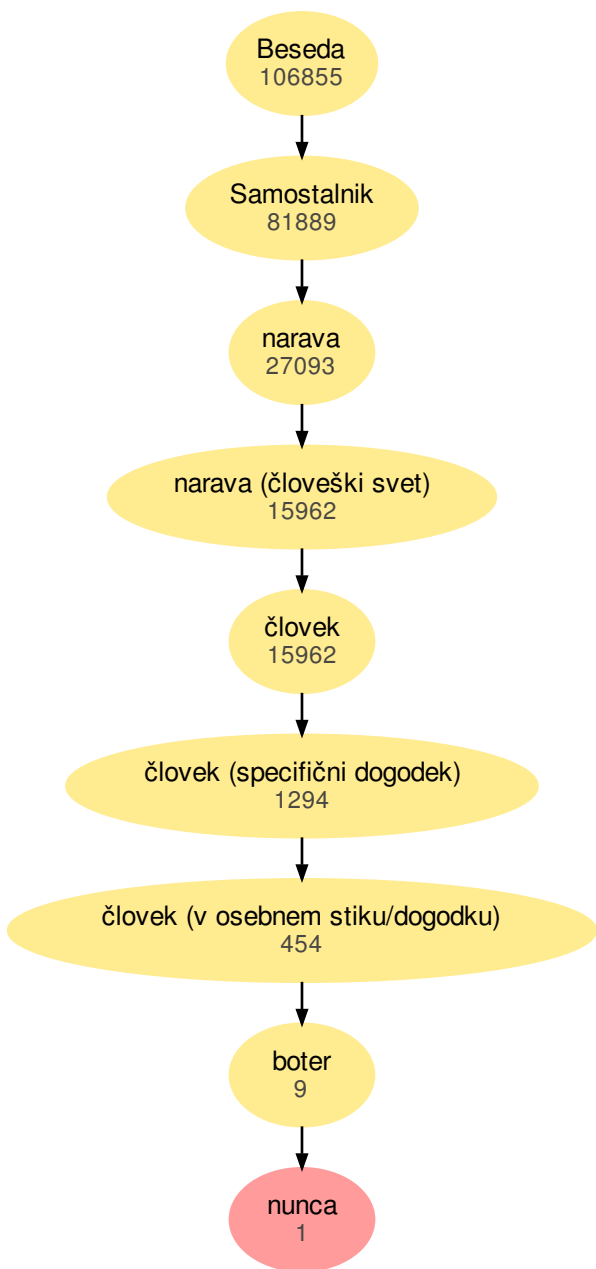 Beseda
106855
Samostalnik
81889
narava
27093
narava (človeški svet)
15962
človek
15962
človek (specifični dogodek)
1294
človek (v osebnem stiku/dogodku)
454
boter
9
nunca
1